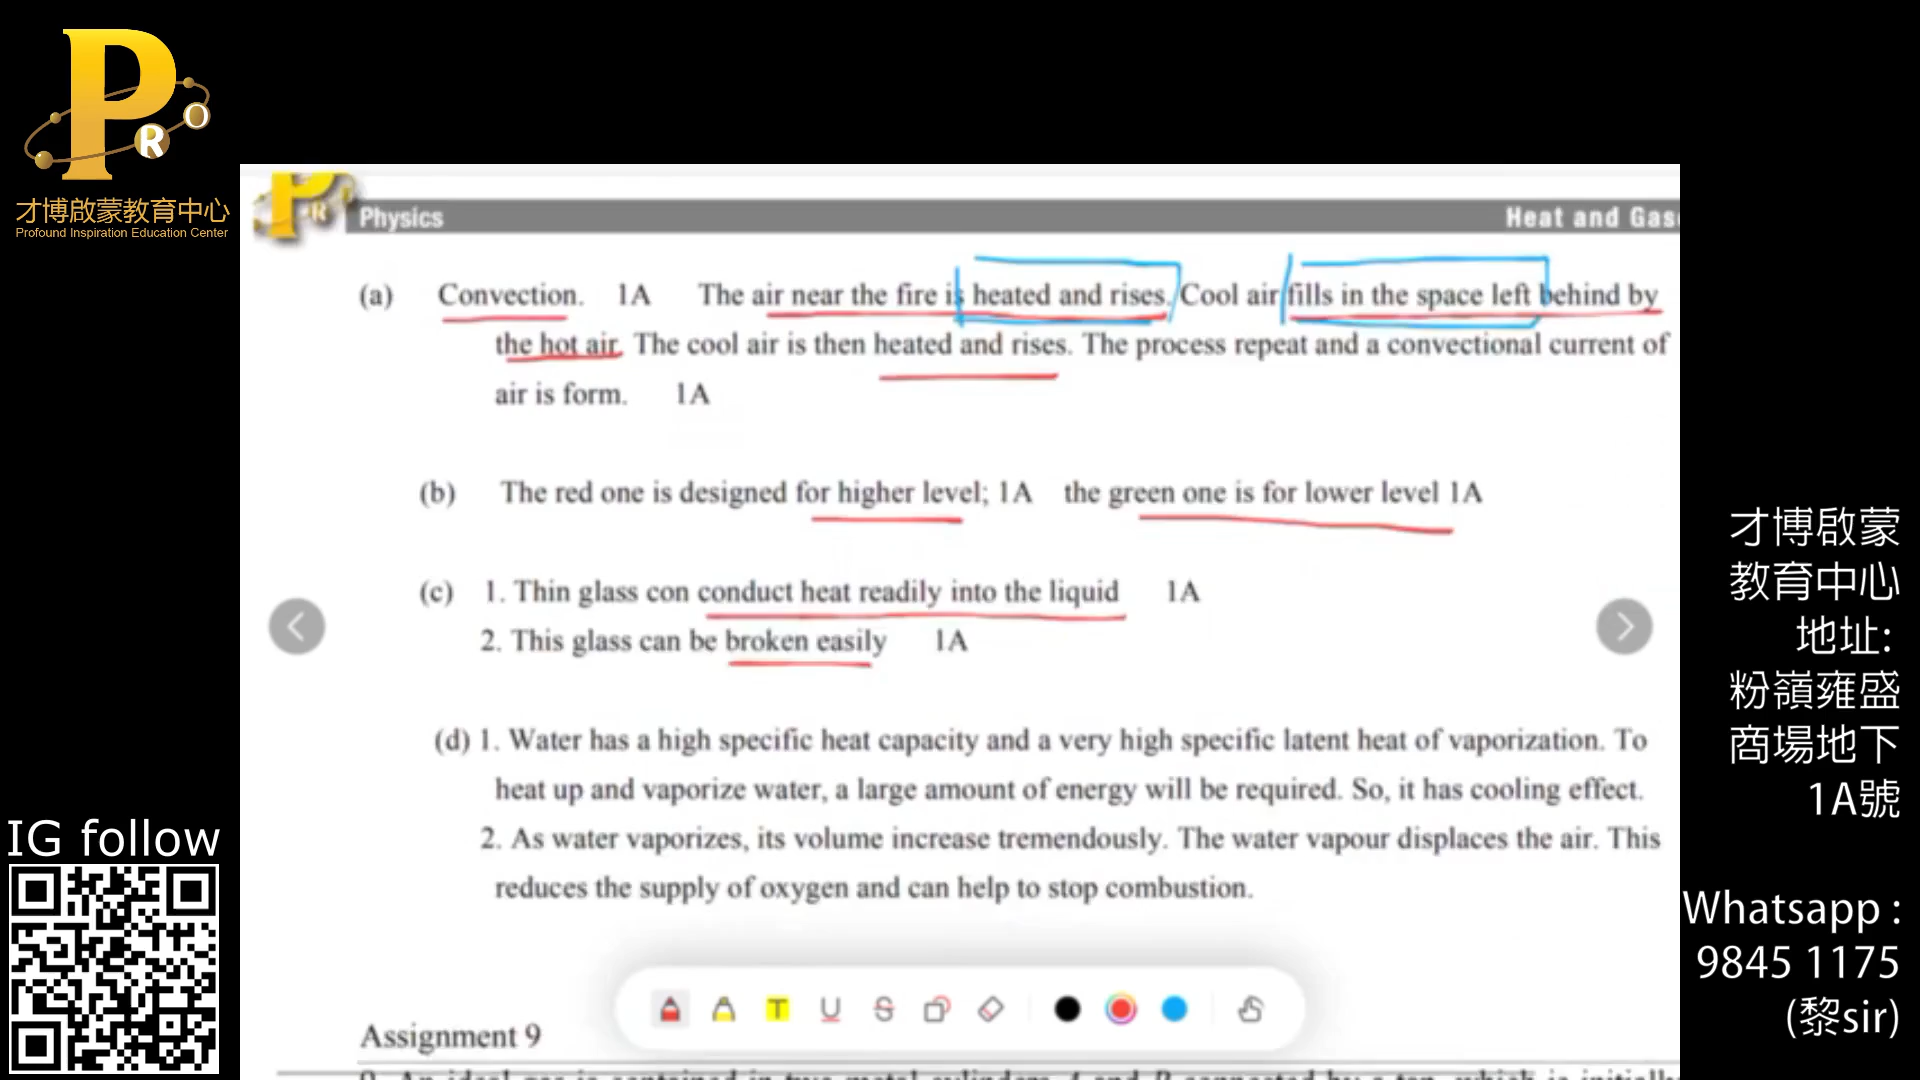 P
R
O
才博啟蒙教育中心
Profound Inspiration Education Center
Physics
Heat and Gas
(a) Convection. 1A The air near the fire is heated and rises. Cool air fills in the space left behind by
the hot air. The cool air is then heated and rises. The process repeat and a convectional current of
air is form. 1A
(b) The red one is designed for higher level; 1A the green one is for lower level 1A
(c) 1. Thin glass con conduct heat readily into the liquid 1A
2. This glass can be broken easily 1A
(d) 1. Water has a high specific heat capacity and a very high specific latent heat of vaporization. To
heat up and vaporize water, a large amount of energy will be required. So, it has cooling effect.
2. As water vaporizes, its volume increase tremendously. The water vapour displaces the air. This
reduces the supply of oxygen and can help to stop combustion.
Assignment 9
才博啟蒙
教育中心
地址:
粉嶺雍盛
商場地下
1A號
Whatsapp :
9845 1175
(黎sir)
IG follow